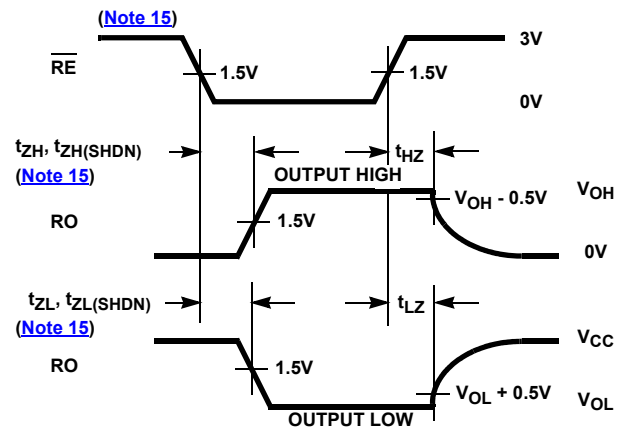 (Note 15)
RE
1.5V
1.5V
3V
0V
tZH, tZH(SHDN)
(Note 15)
RO
OUTPUT HIGH
tHZ
1.5V
VOH - 0.5V
VOH
0V
tZL, tZL(SHDN)
(Note 15)
RO
tLZ
1.5V
OUTPUT LOW
VOL + 0.5V
VCC
VOL